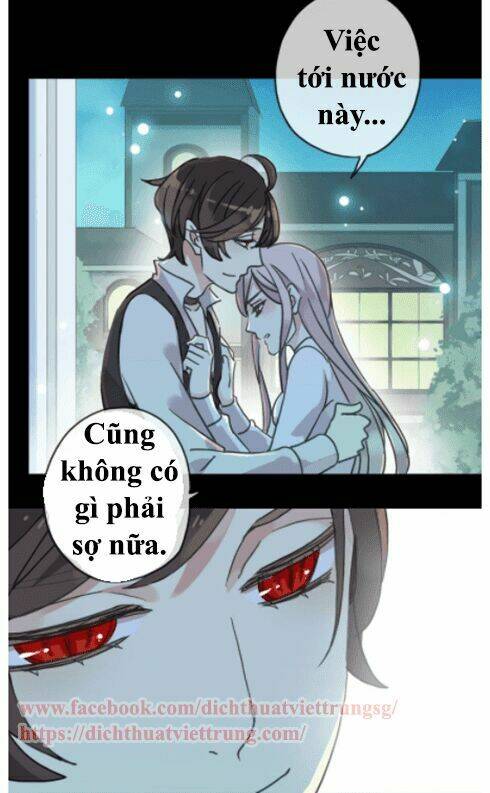 Việc
tới nước
này...
Cũng
không có
gì phải
sợ nữa.
www.facebook.com/dichthuatviettrungsg/
https://dichthuatviettrung.com/